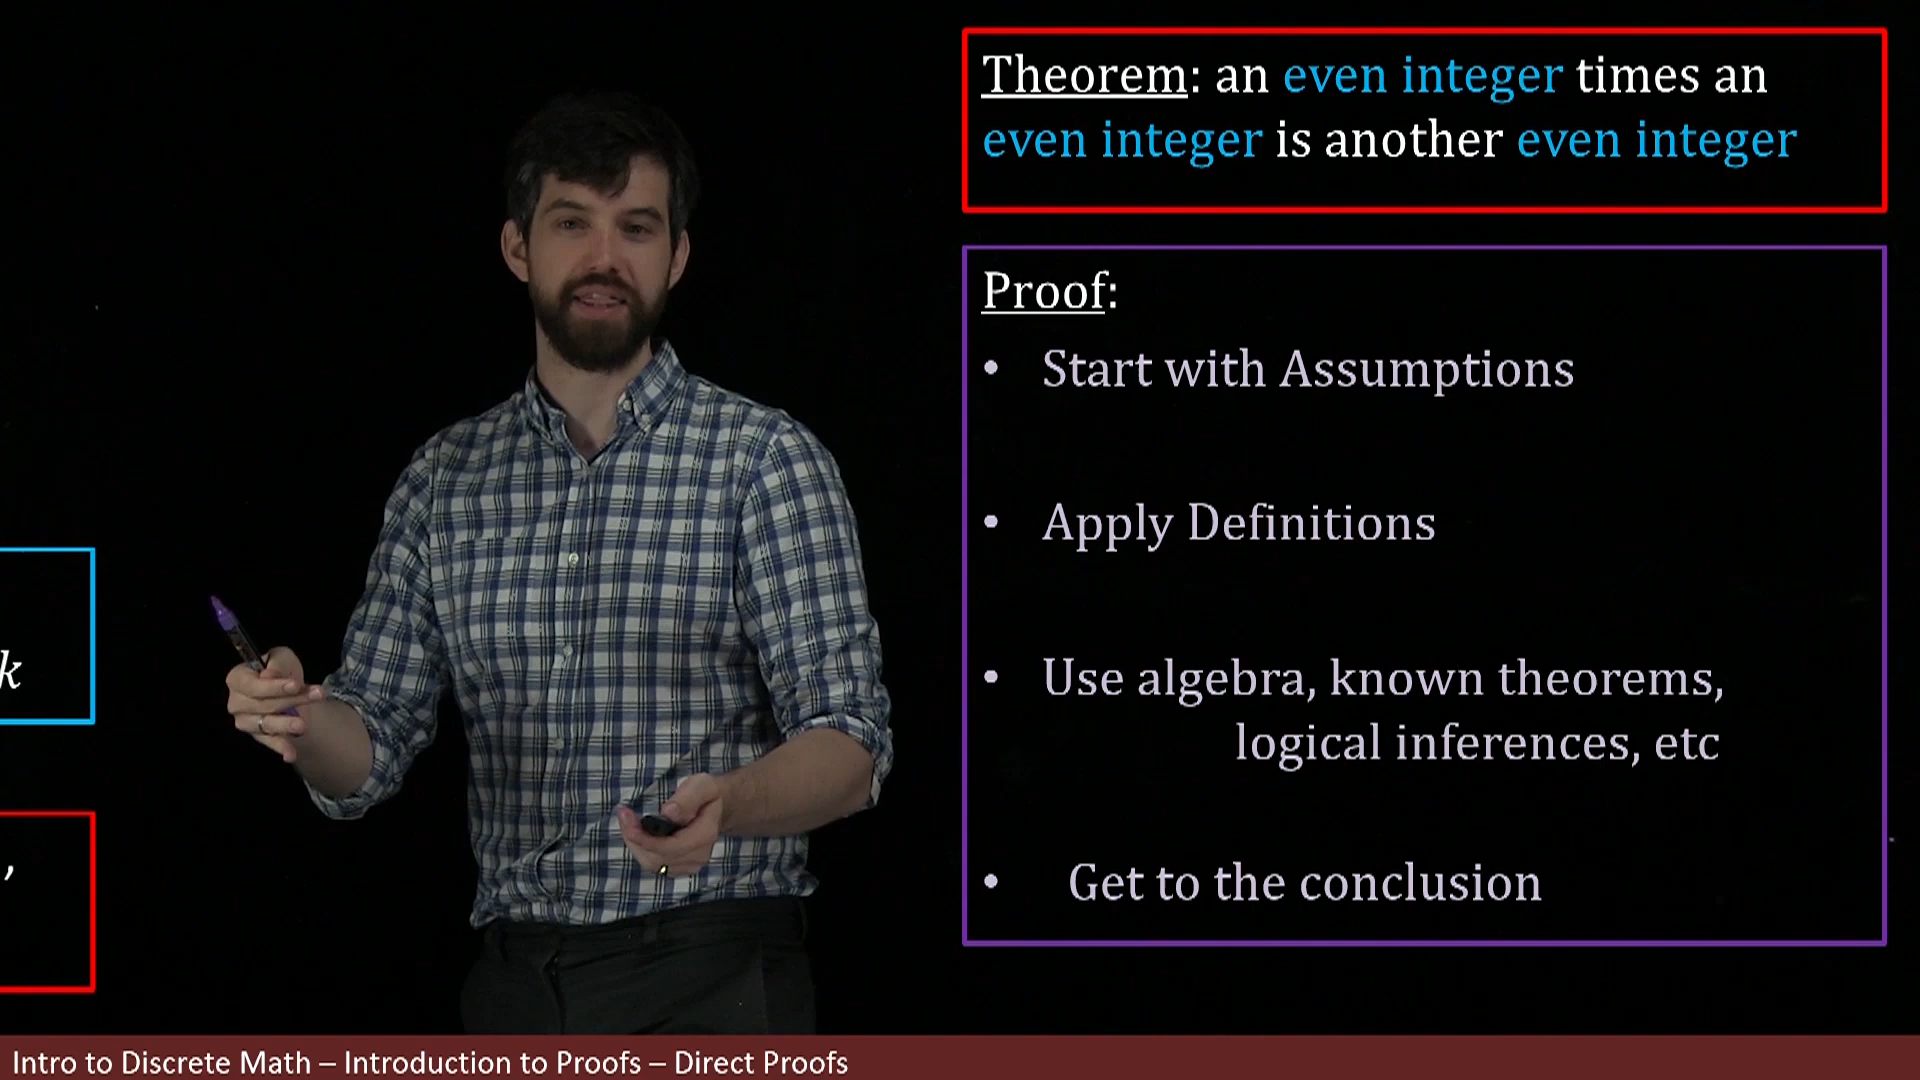 Theorem: an even integer times an
even integer is another even integer
Proof:
• Start with Assumptions
• Apply Definitions
• Use algebra, known theorems,
logical inferences, etc
• Get to the conclusion
k
,
Intro to Discrete Math – Introduction to Proofs – Direct Proofs